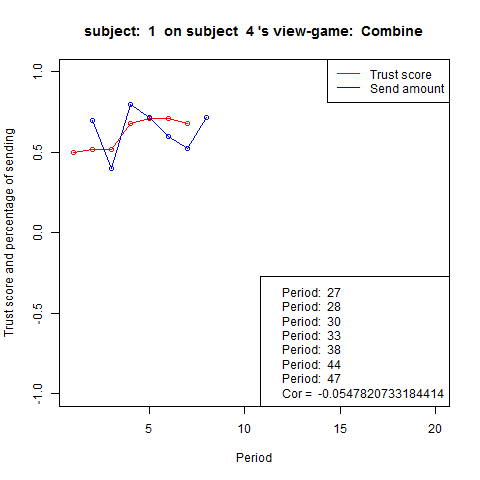 subject:  1  on subject  4 's view-game:  Combine
Trust score
Send amount
Trust score and percentage of sending
1.0
0.5
0.0
-0.5
-1.0
Period:  27
Period:  28
Period:  30
Period:  33
Period:  38
Period:  44
Period:  47
Cor =  -0.0547820733184414
5
10
15
20
Period